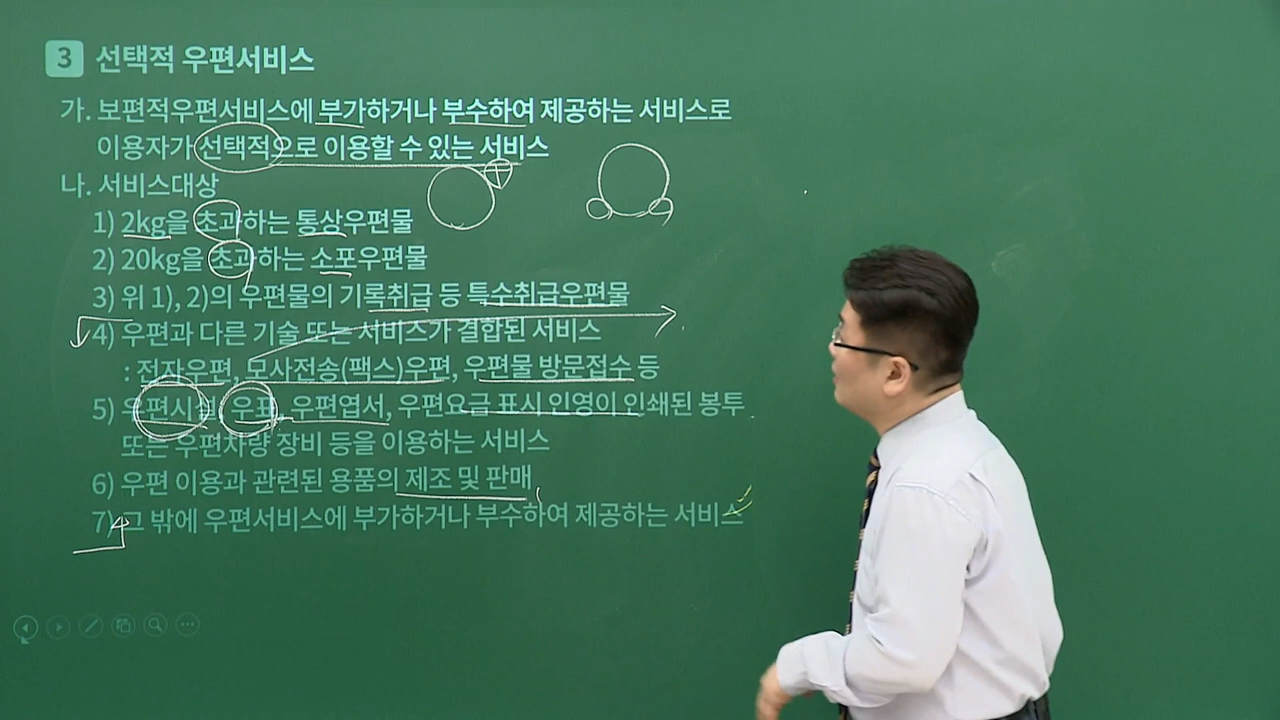 3 선택적 우편서비스
가. 보편적우편서비스에 부가하거나 부수하여 제공하는 서비스로
이용자가 선택적으로 이용할 수 있는 서비스
나. 서비스대상
1) 2kg을 초과하는 통상우편물
2) 20kg을 초과하는 소포우편물
3) 위 1), 2)의 우편물의 기록취급 등 특수취급우편물
4) 우편과 다른 기술 또는 서비스가 결합된 서비스
: 전자우편, 모사전송(팩스)우편, 우편물 방문접수 등
5) 우편시설, 우표, 우편엽서, 우편요금 표시 인영이 인쇄된 봉투
또는 우편차량 장비 등을 이용하는 서비스
6) 우편 이용과 관련된 용품의 제조 및 판매
7) 그 밖에 우편서비스에 부가하거나 부수하여 제공하는 서비스